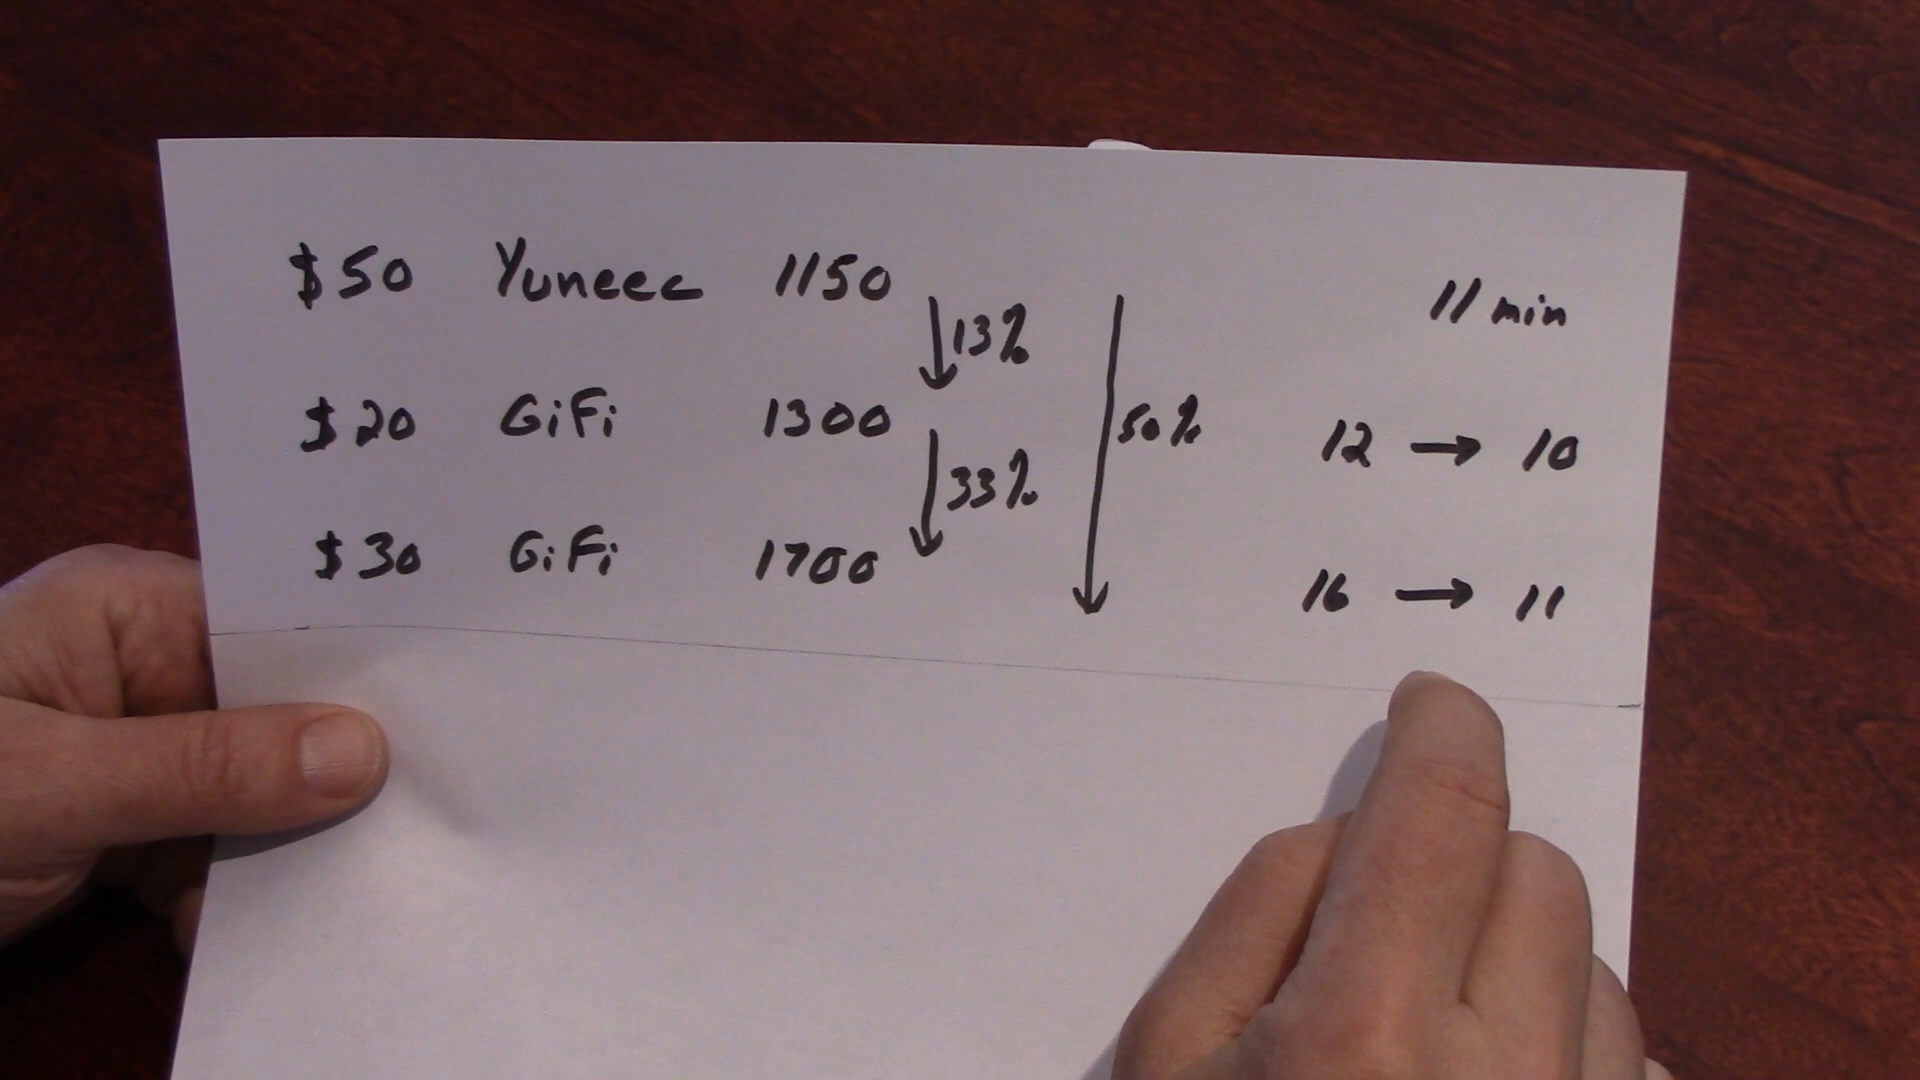 $50 Yuneec 1150 11 min
13%
$20 GiFi 1300 50% 12 → 10
33%
$30 GiFi 1700 16 → 11